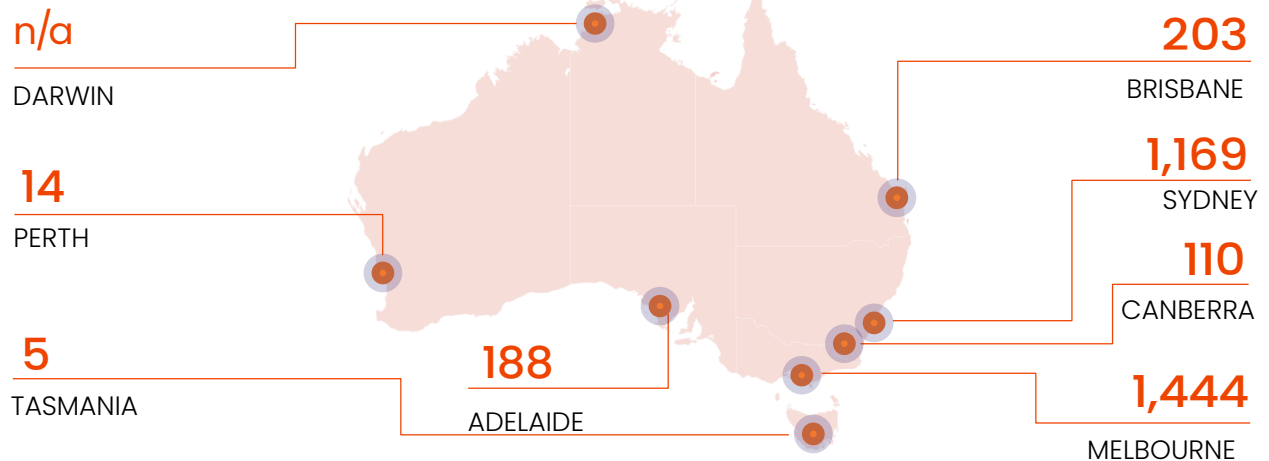 n/a
DARWIN
14
PERTH
5
TASMANIA
188
ADELAIDE
203
BRISBANE
1,169
SYDNEY
110
CANBERRA
1,444
MELBOURNE